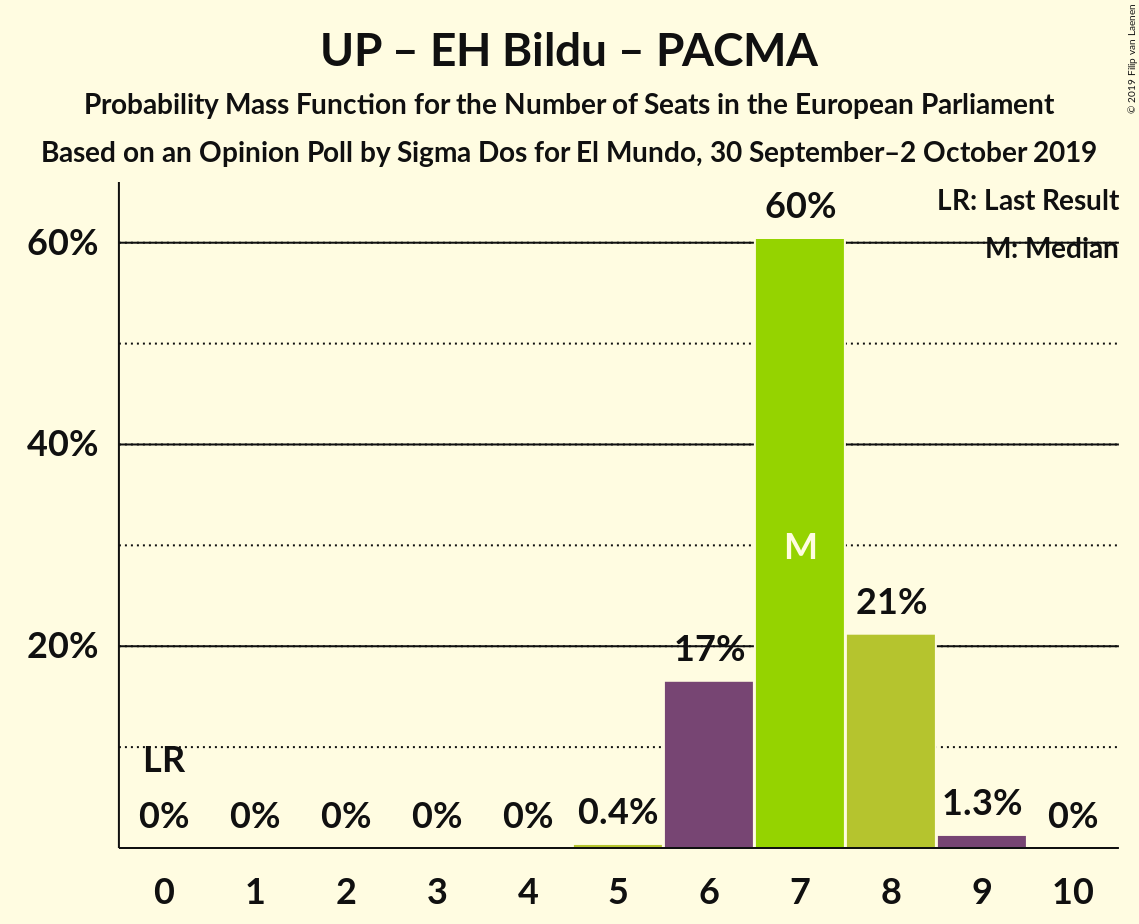 UP – EH Bildu – PACMA
Probability Mass Function for the Number of Seats in the European Parliament
Based on an Opinion Poll by Sigma Dos for El Mundo, 30 September–2 October 2019
© 2019 Filip van Laenen
LR: Last Result
M: Median
60%
40%
20%
LR
0%
0%
0%
0%
0%
0.4%
17%
60%
M
21%
1.3%
0%
0 1 2 3 4 5 6 7 8 9 10